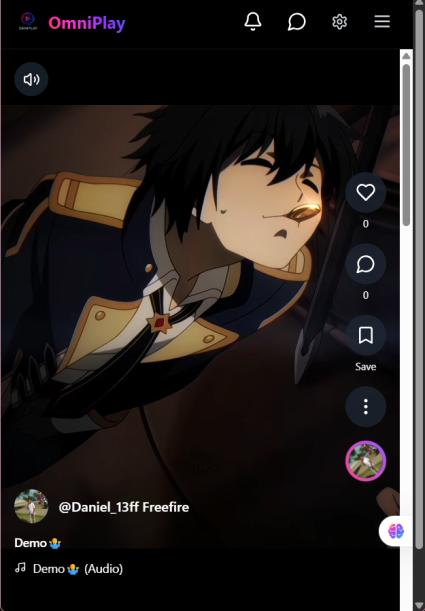 OmniPlay
0
0
Save
@Daniel_13ff Freefire
Demo🤷‍♂️
Demo🤷‍♂️ (Audio)